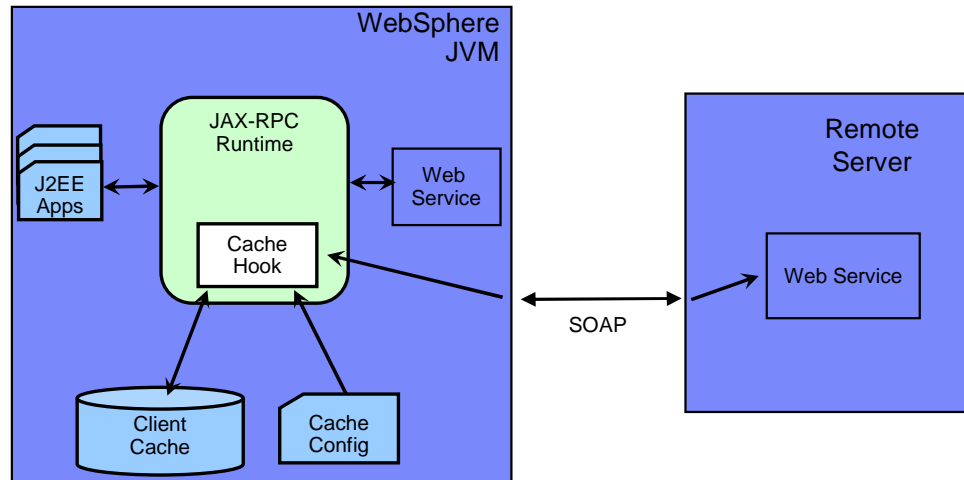 WebSphere
JVM
JAX-RPC
Runtime
J2EE
Apps
Web
Service
Cache
Hook
Client
Cache
Cache
Config
SOAP
Remote
Server
Web Service